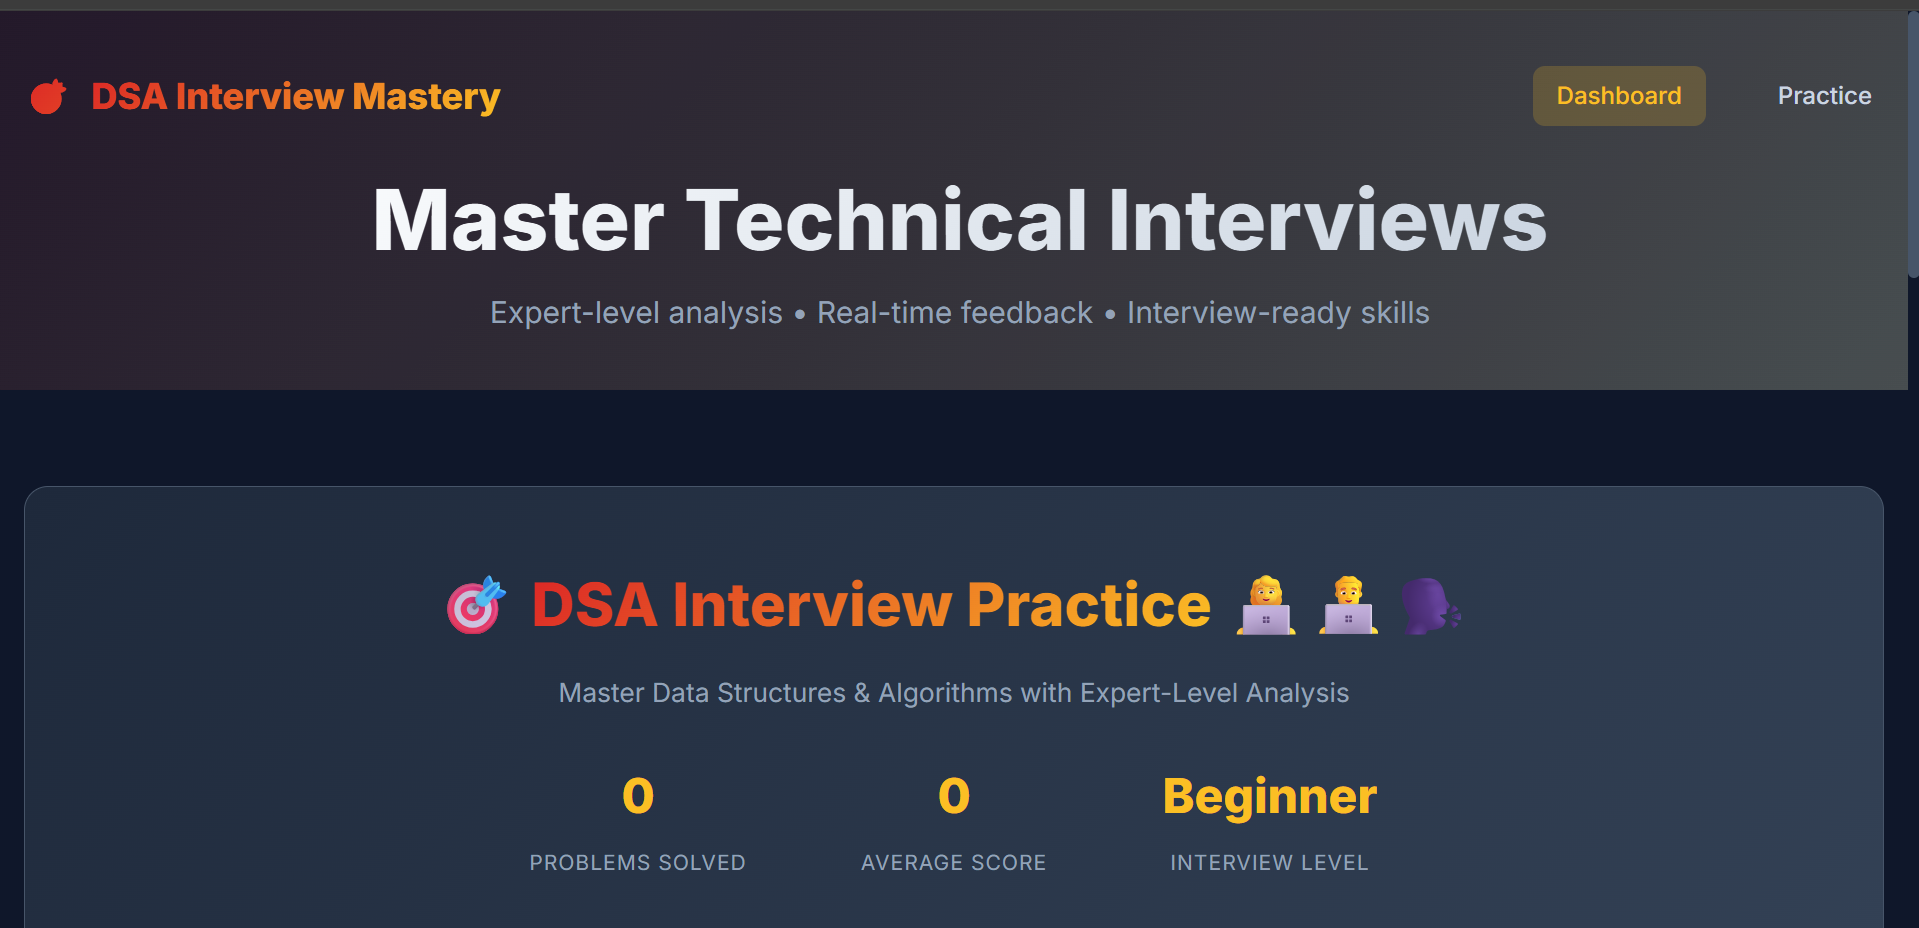 DSA Interview Mastery
Dashboard
Practice
Master Technical Interviews
Expert-level analysis • Real-time feedback • Interview-ready skills
DSA Interview Practice
Master Data Structures & Algorithms with Expert-Level Analysis
0
PROBLEMS SOLVED
0
AVERAGE SCORE
Beginner
INTERVIEW LEVEL